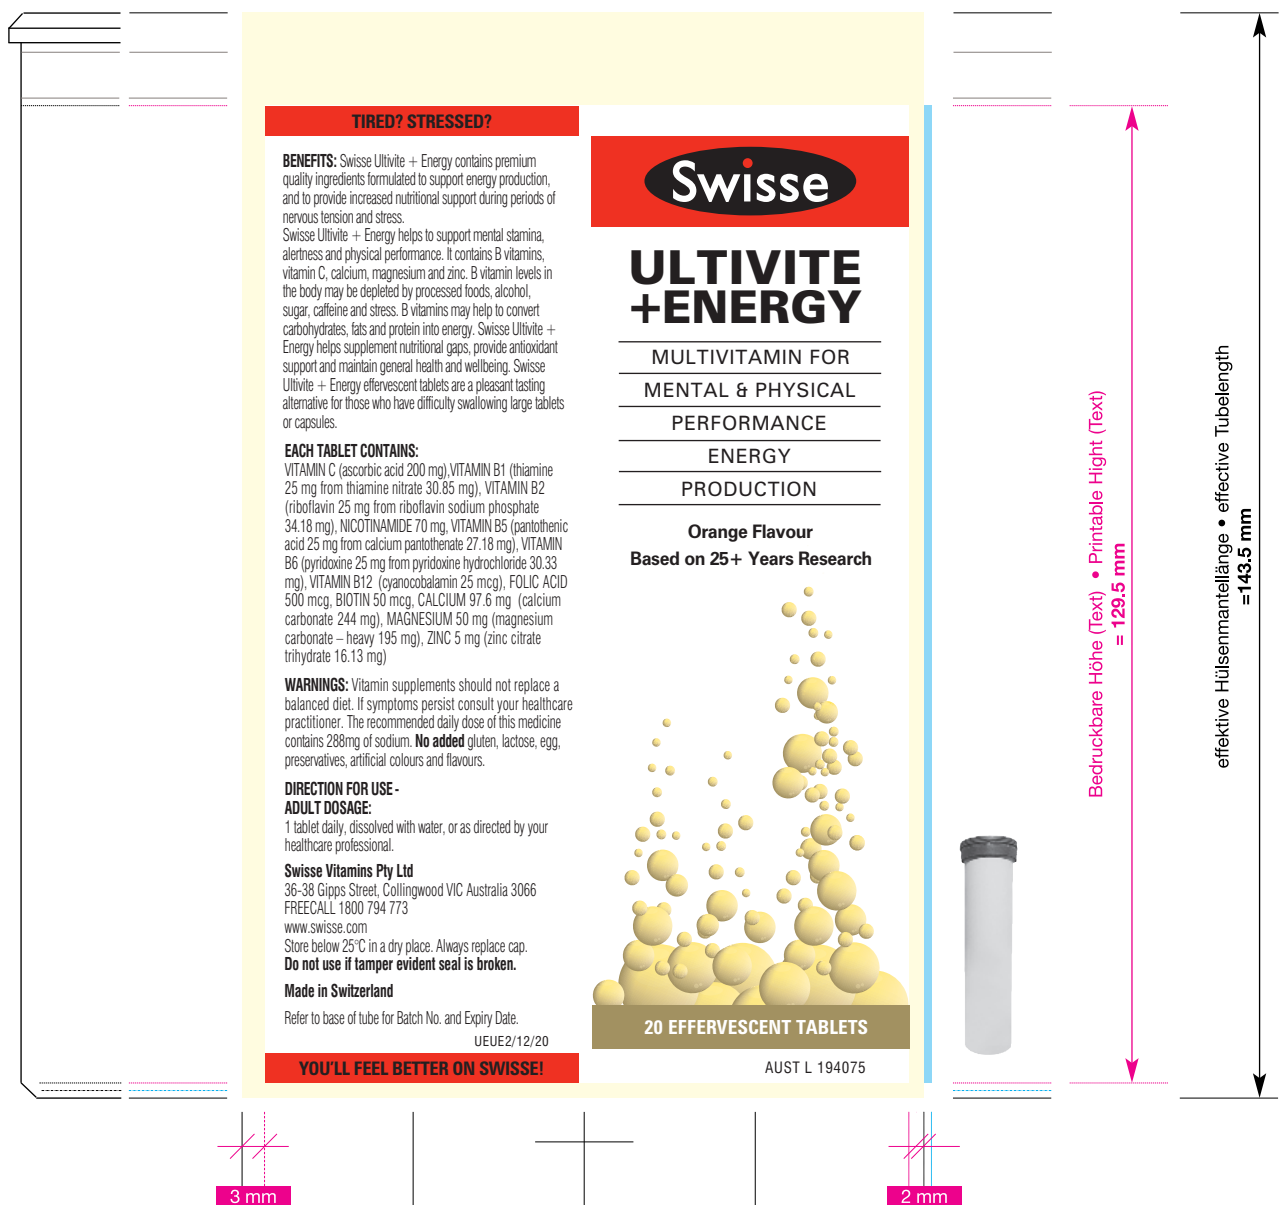 TIRED? STRESSED?
BENEFITS: Swisse Ultivite + Energy contains premium
quality ingredients formulated to support energy production,
and to provide increased nutritional support during periods of
nervous tension and stress.
Swisse Ultivite + Energy helps to support mental stamina,
alertness and physical performance. It contains B vitamins,
vitamin C, calcium, magnesium and zinc. B vitamin levels in
the body may be depleted by processed foods, alcohol,
sugar, caffeine and stress. B vitamins may help to convert
carbohydrates, fats and protein into energy. Swisse Ultivite +
Energy helps supplement nutritional gaps, provide antioxidant
support and maintain general health and wellbeing. Swisse
Ultivite + Energy effervescent tablets are a pleasant tasting
alternative for those who have difficulty swallowing large tablets
or capsules.
EACH TABLET CONTAINS:
VITAMIN C (ascorbic acid 200 mg),VITAMIN B1 (thiamine
25 mg from thiamine nitrate 30.85 mg), VITAMIN B2
(riboflavin 25 mg from riboflavin sodium phosphate
34.18 mg), NICOTINAMIDE 70 mg, VITAMIN B5 (pantothenic
acid 25 mg from calcium pantothenate 27.18 mg), VITAMIN
B6 (pyridoxine 25 mg from pyridoxine hydrochloride 30.33
mg), VITAMIN B12 (cyanocobalamin 25 mcg), FOLIC ACID
500 mcg, BIOTIN 50 mcg, CALCIUM 97.6 mg (calcium
carbonate 244 mg), MAGNESIUM 50 mg (magnesium
carbonate – heavy 195 mg), ZINC 5 mg (zinc citrate
trihydrate 16.13 mg)
WARNINGS: Vitamin supplements should not replace a
balanced diet. If symptoms persist consult your healthcare
practitioner. The recommended daily dose of this medicine
contains 288mg of sodium. No added gluten, lactose, egg,
preservatives, artificial colours and flavours.
DIRECTION FOR USE -
ADULT DOSAGE:
1 tablet daily, dissolved with water, or as directed by your
healthcare professional.
Swisse Vitamins Pty Ltd
36-38 Gipps Street, Collingwood VIC Australia 3066
FREECALL 1800 794 773
www.swisse.com
Store below 25°C in a dry place. Always replace cap.
Do not use if tamper evident seal is broken.
Made in Switzerland
Refer to base of tube for Batch No. and Expiry Date.
UEUE2/12/20
YOU'LL FEEL BETTER ON SWISSE!
Swisse
ULTIVITE
+ENERGY
MULTIVITAMIN FOR
MENTAL & PHYSICAL
PERFORMANCE
ENERGY
PRODUCTION
Orange Flavour
Based on 25+ Years Research
20 EFFERVESCENT TABLETS
AUST L 194075
Bedruckbare Höhe (Text) • Printable Hight (Text)
= 129.5 mm
effektive Hülsenmantellänge • effective Tubelength
=143.5 mm
3 mm
2 mm